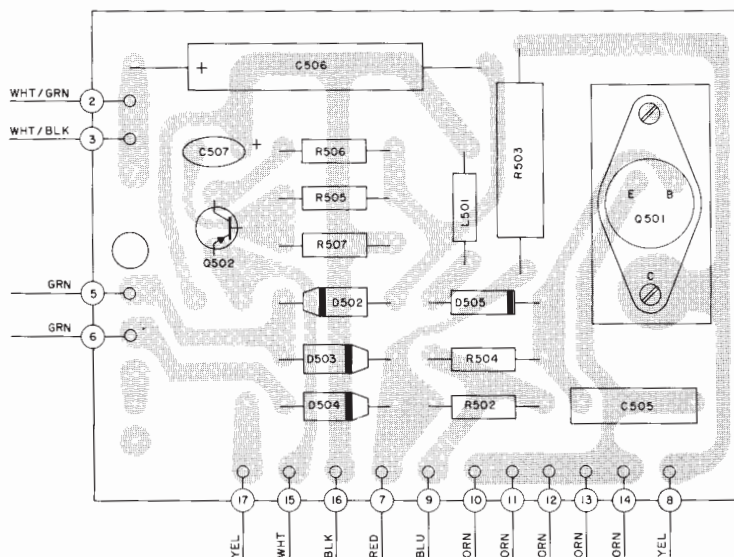 + C506
WHT/GRN 2
WHT/BLK 3
C507 +
R506
R503
R505
L501
E B
Q501
R507
Q502
C
GRN 5
D502
D505
GRN 6
D503
R504
D504
R502
C505
17 15 16 7 9 10 11 12 13 14 8
YEL WHT BLK RED BLU ORN ORN ORN ORN ORN YEL